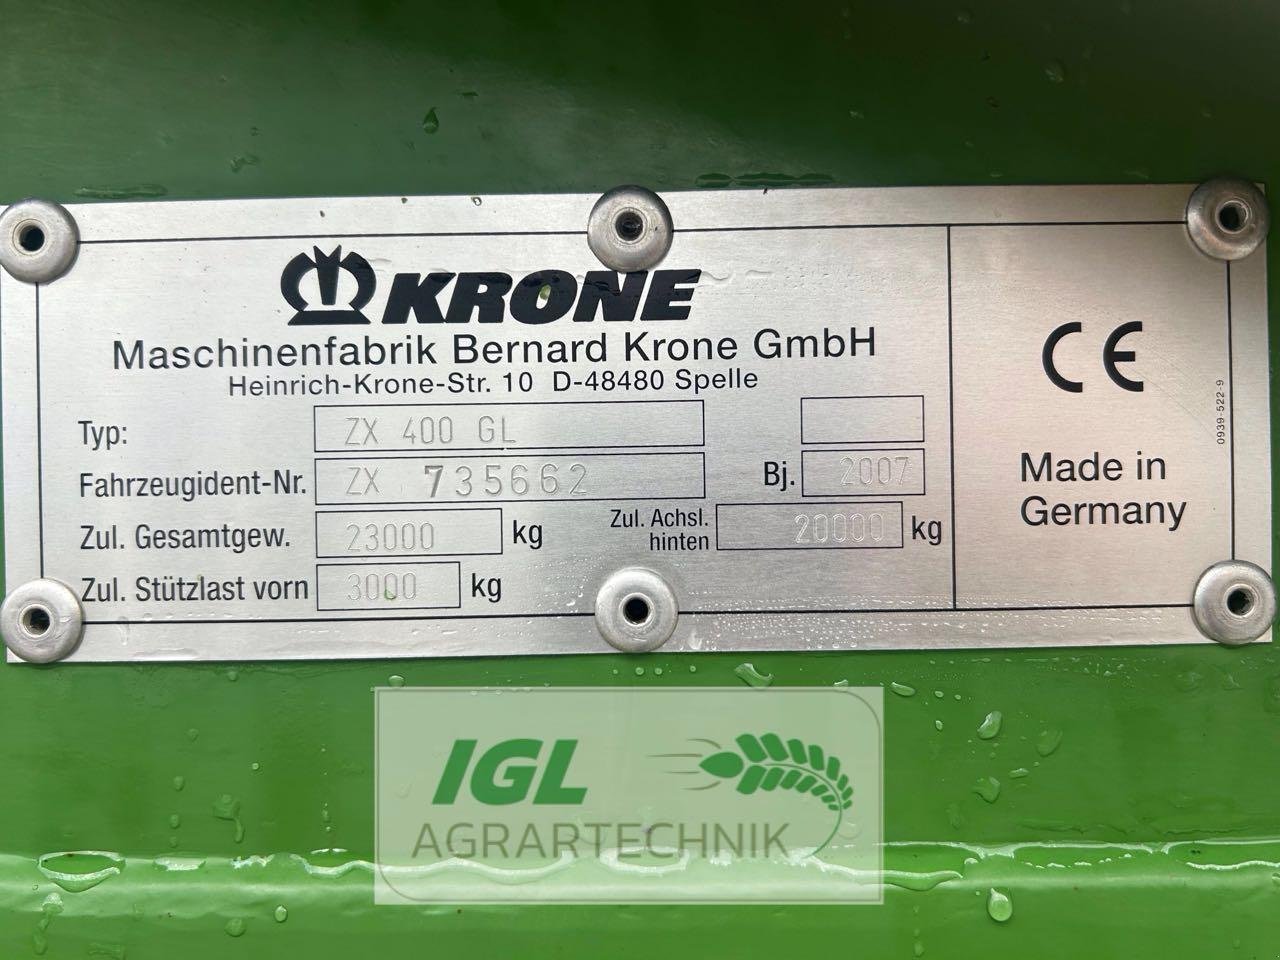 KRONE
Maschinenfabrik Bernard Krone GmbH
Heinrich-Krone-Str. 10 D-48480 Spelle
Typ: ZX 400 GL
Fahrzeugident-Nr. ZX 735662 Bj. 2007
Zul. Gesamtgew. 23000 kg Zul. Achsl. hinten 20000 kg
Zul. Stützlast vorn 3000 kg
CE
Made in
Germany
0939-522-9
IGL
AGRARTECHNIK